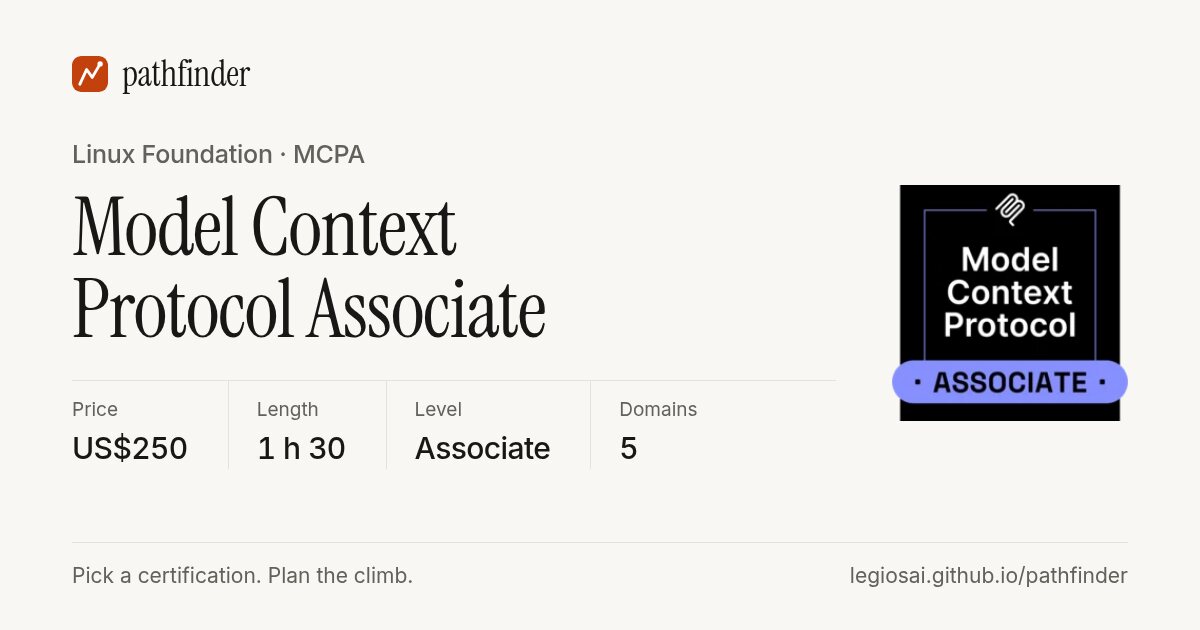 pathfinder
Linux Foundation · MCPA
Model Context
Protocol Associate
Price
US$250
Length
1 h 30
Level
Associate
Domains
5
Model
Context
Protocol
· ASSOCIATE ·
Pick a certification. Plan the climb.
legiosai.github.io/pathfinder